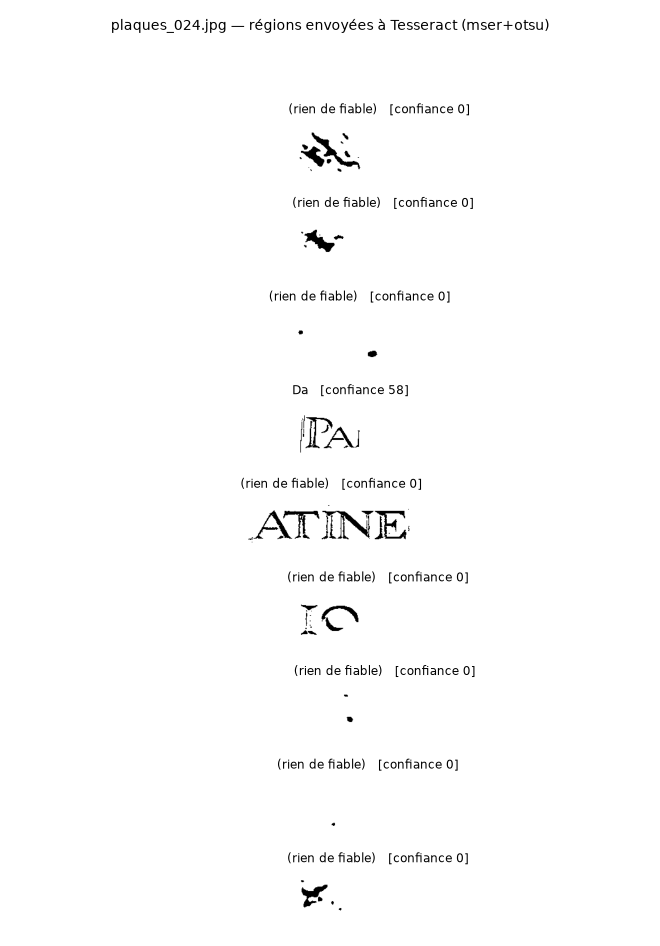 plaques_024.jpg — régions envoyées à Tesseract (mser+otsu)
(rien de fiable) [confiance 0]
(rien de fiable) [confiance 0]
(rien de fiable) [confiance 0]
Da [confiance 58]
PA
(rien de fiable) [confiance 0]
ATINE
(rien de fiable) [confiance 0]
IO
(rien de fiable) [confiance 0]
(rien de fiable) [confiance 0]
(rien de fiable) [confiance 0]